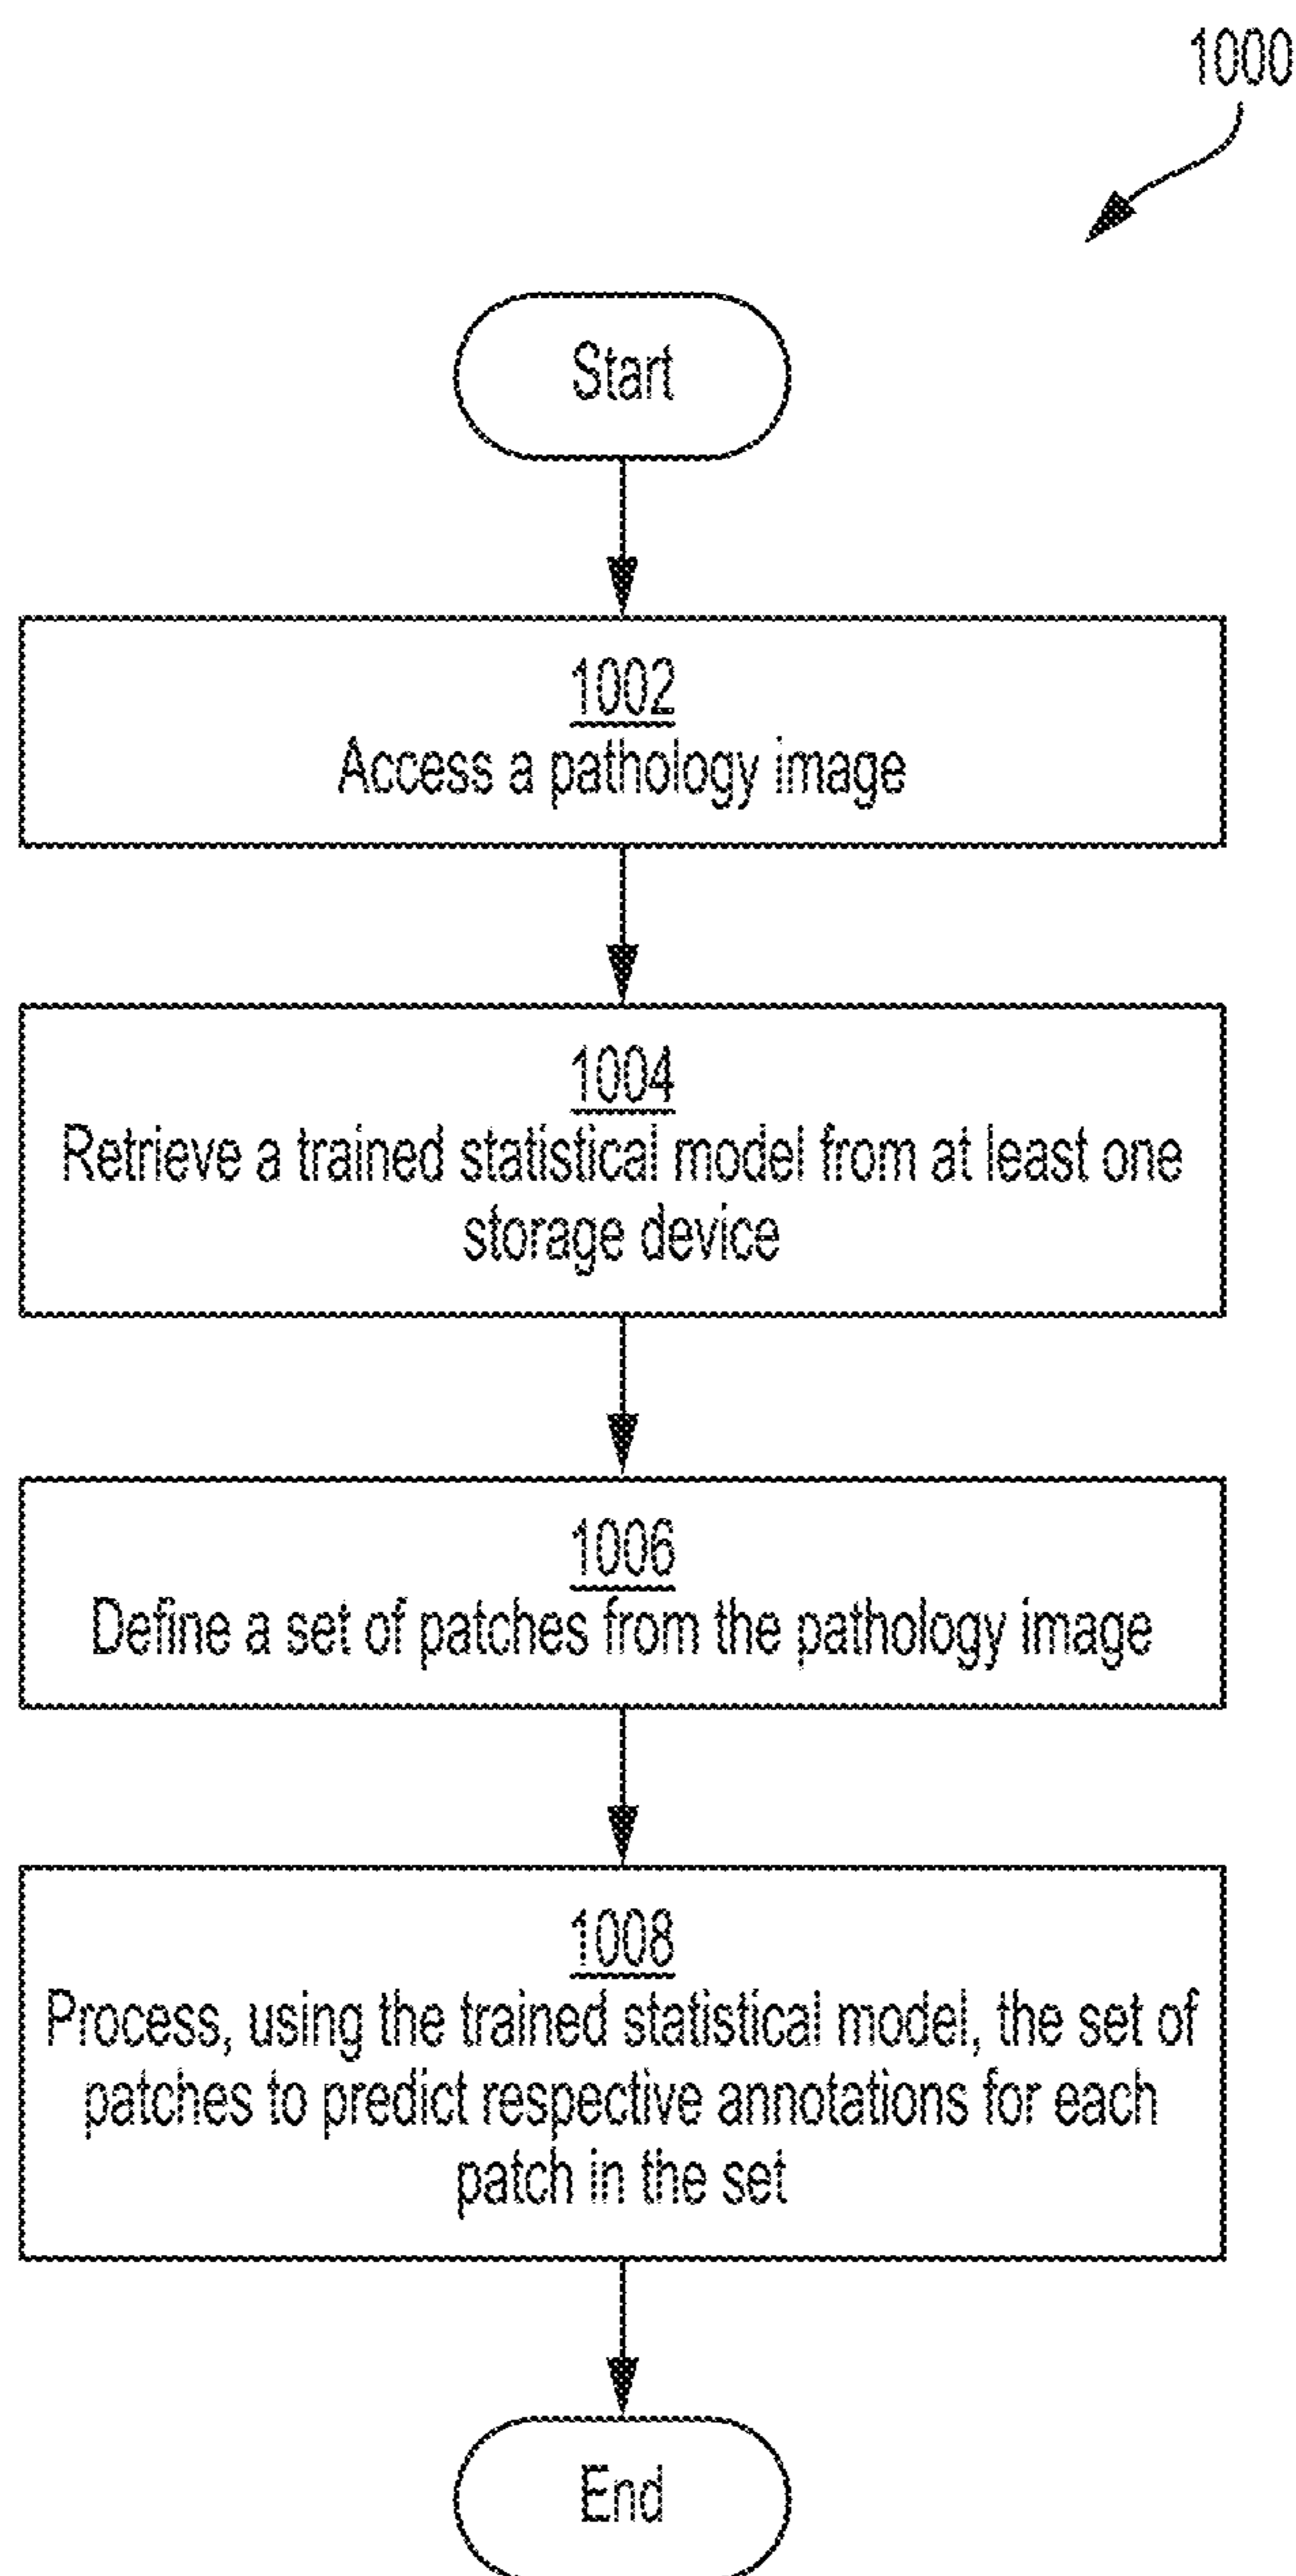 1000
Start
1002
Access a pathology image
1004
Retrieve a trained statistical model from at least one
storage device
1006
Define a set of patches from the pathology image
1008
Process, using the trained statistical model, the set of
patches to predict respective annotations for each
patch in the set
End